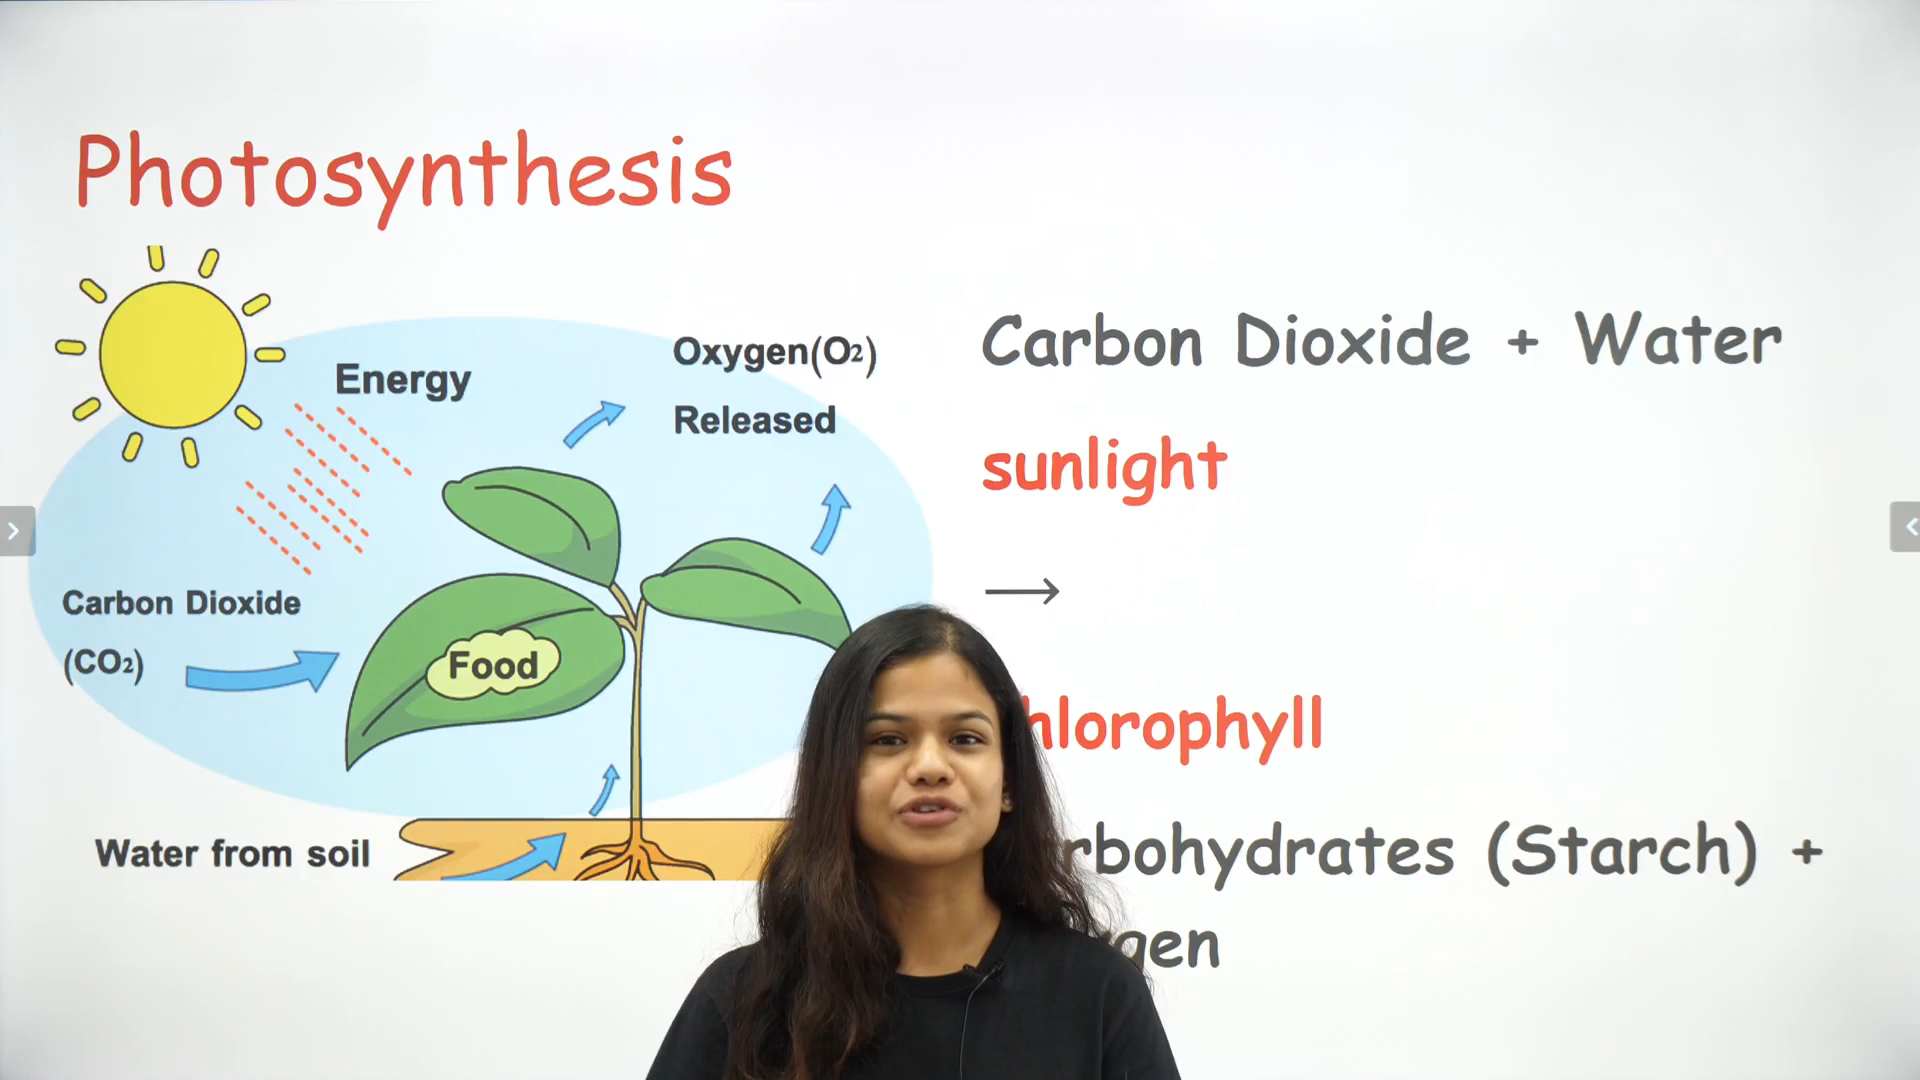 Photosynthesis
Energy
Oxygen(O2)
Released
Carbon Dioxide
(CO2)
Food
Water from soil
Carbon Dioxide + Water
sunlight
→
hlorophyll
rbohydrates (Starch) +
gen